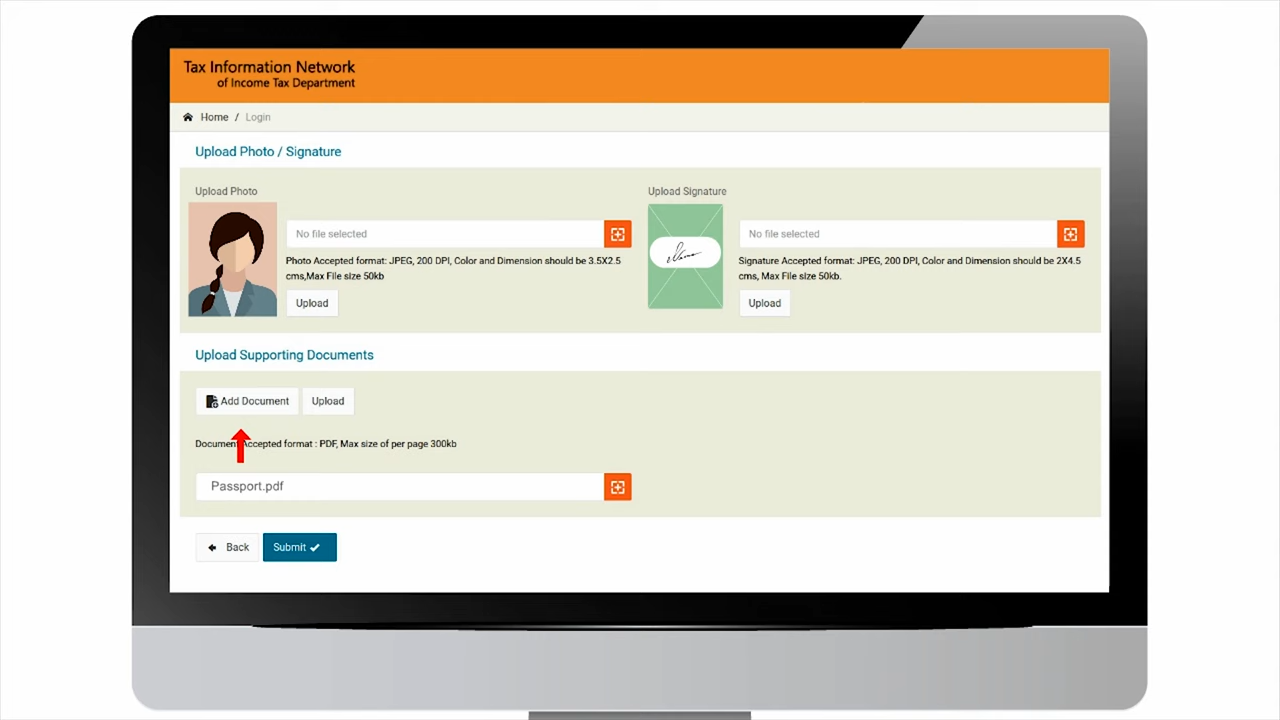 Tax Information Network
of Income Tax Department
Home / Login
Upload Photo / Signature
Upload Photo
No file selected
Photo Accepted format: JPEG, 200 DPI, Color and Dimension should be 3.5X2.5
cms,Max File size 50kb
Upload
Upload Signature
No file selected
Signature Accepted format: JPEG, 200 DPI, Color and Dimension should be 2X4.5
cms, Max File size 50kb.
Upload
Upload Supporting Documents
Add Document
Upload
Document Accepted format : PDF, Max size of per page 300kb
Passport.pdf
Back
Submit